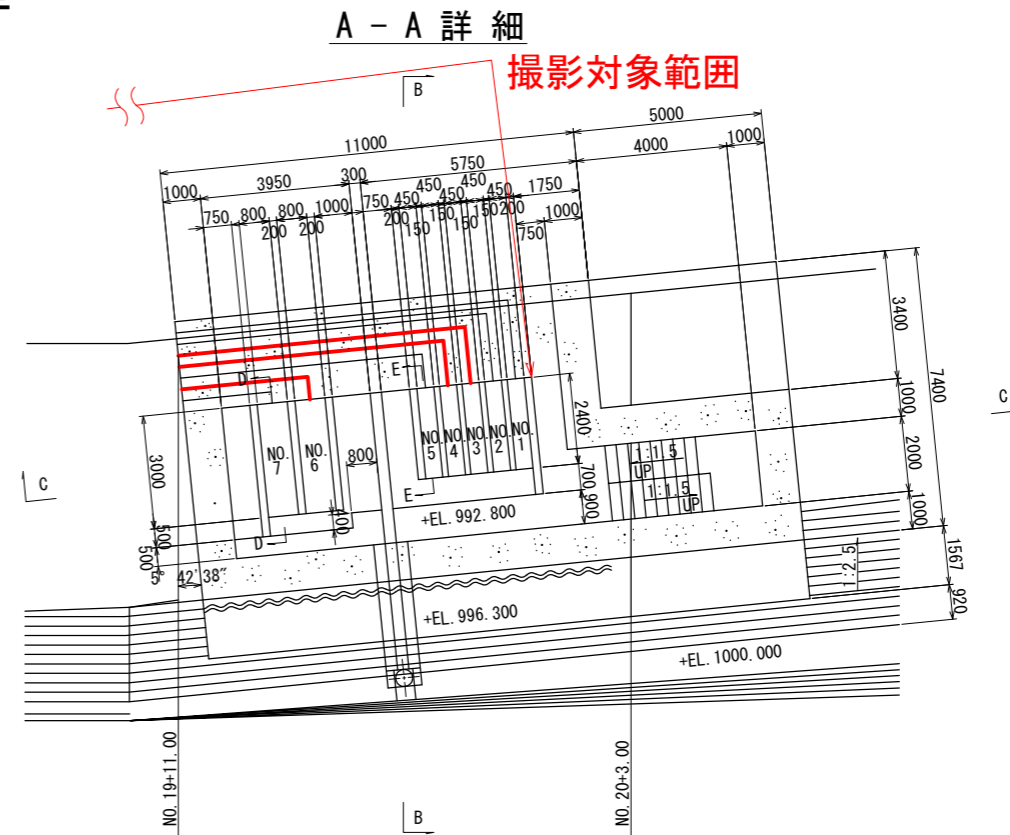 A - A 詳 細
撮影対象範囲
B
5000
11000
4000
1000
5750
300
3950
1000
450
450
450
450
1750
750
800
800
1000
750
200
200
200
150
150
150
150
200
750
1000
3400
7400
1000
C
D
E
2400
NO.
7
NO.
6
NO.
5
NO.
4
NO.
3
NO.
2
NO.
1
800
3000
1:1.5
UP
1:1.5
UP
2000
700
900
C
E
+EL.992.800
400
D
500
500
1000
5° 42'38"
1567
1:2.5
920
+EL.996.300
+EL.1000.000
NO.19+11.00
NO.20+3.00
B